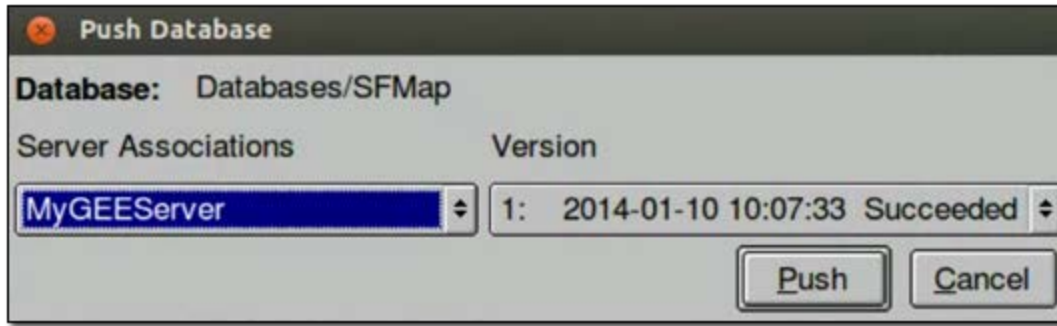 Push Database
Database: Databases/SFMap
Server Associations Version
MyGEEServer 1: 2014-01-10 10:07:33 Succeeded
Push Cancel